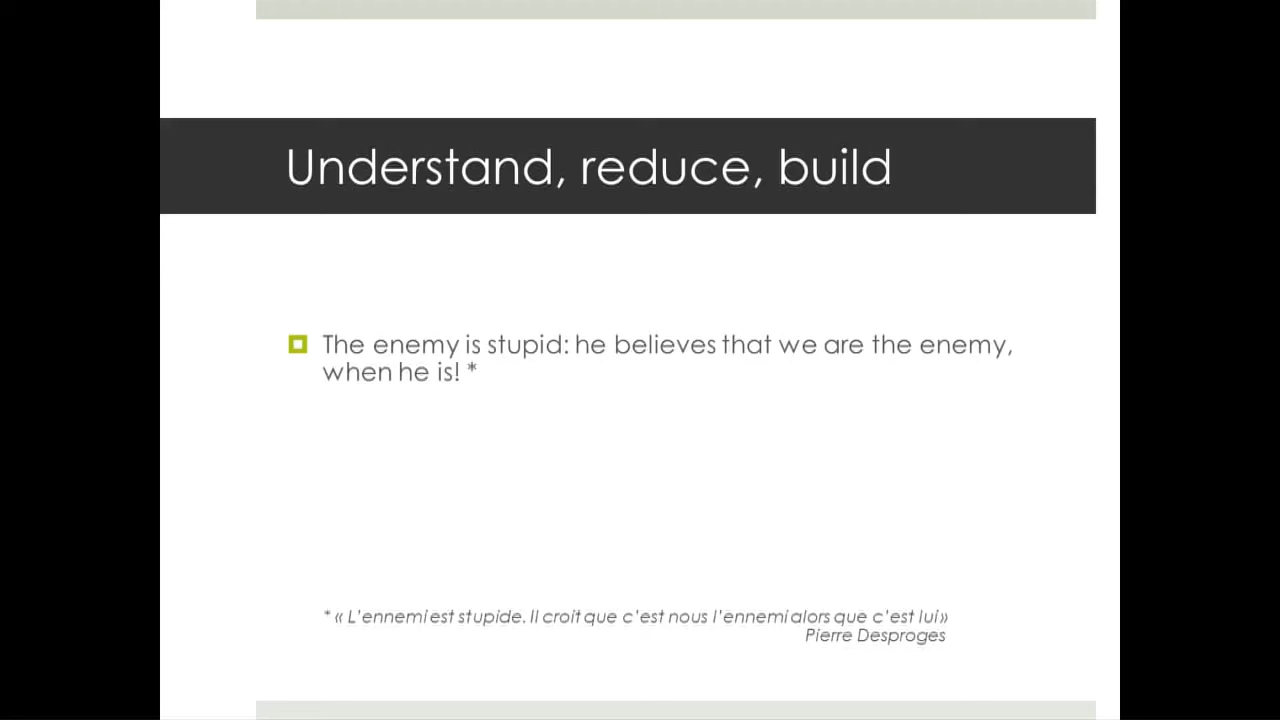 Understand, reduce, build
The enemy is stupid: he believes that we are the enemy,
when he is! *
* « L'ennemi est stupide. Il croit que c'est nous l'ennemi alors que c'est lui»
Pierre Desproges